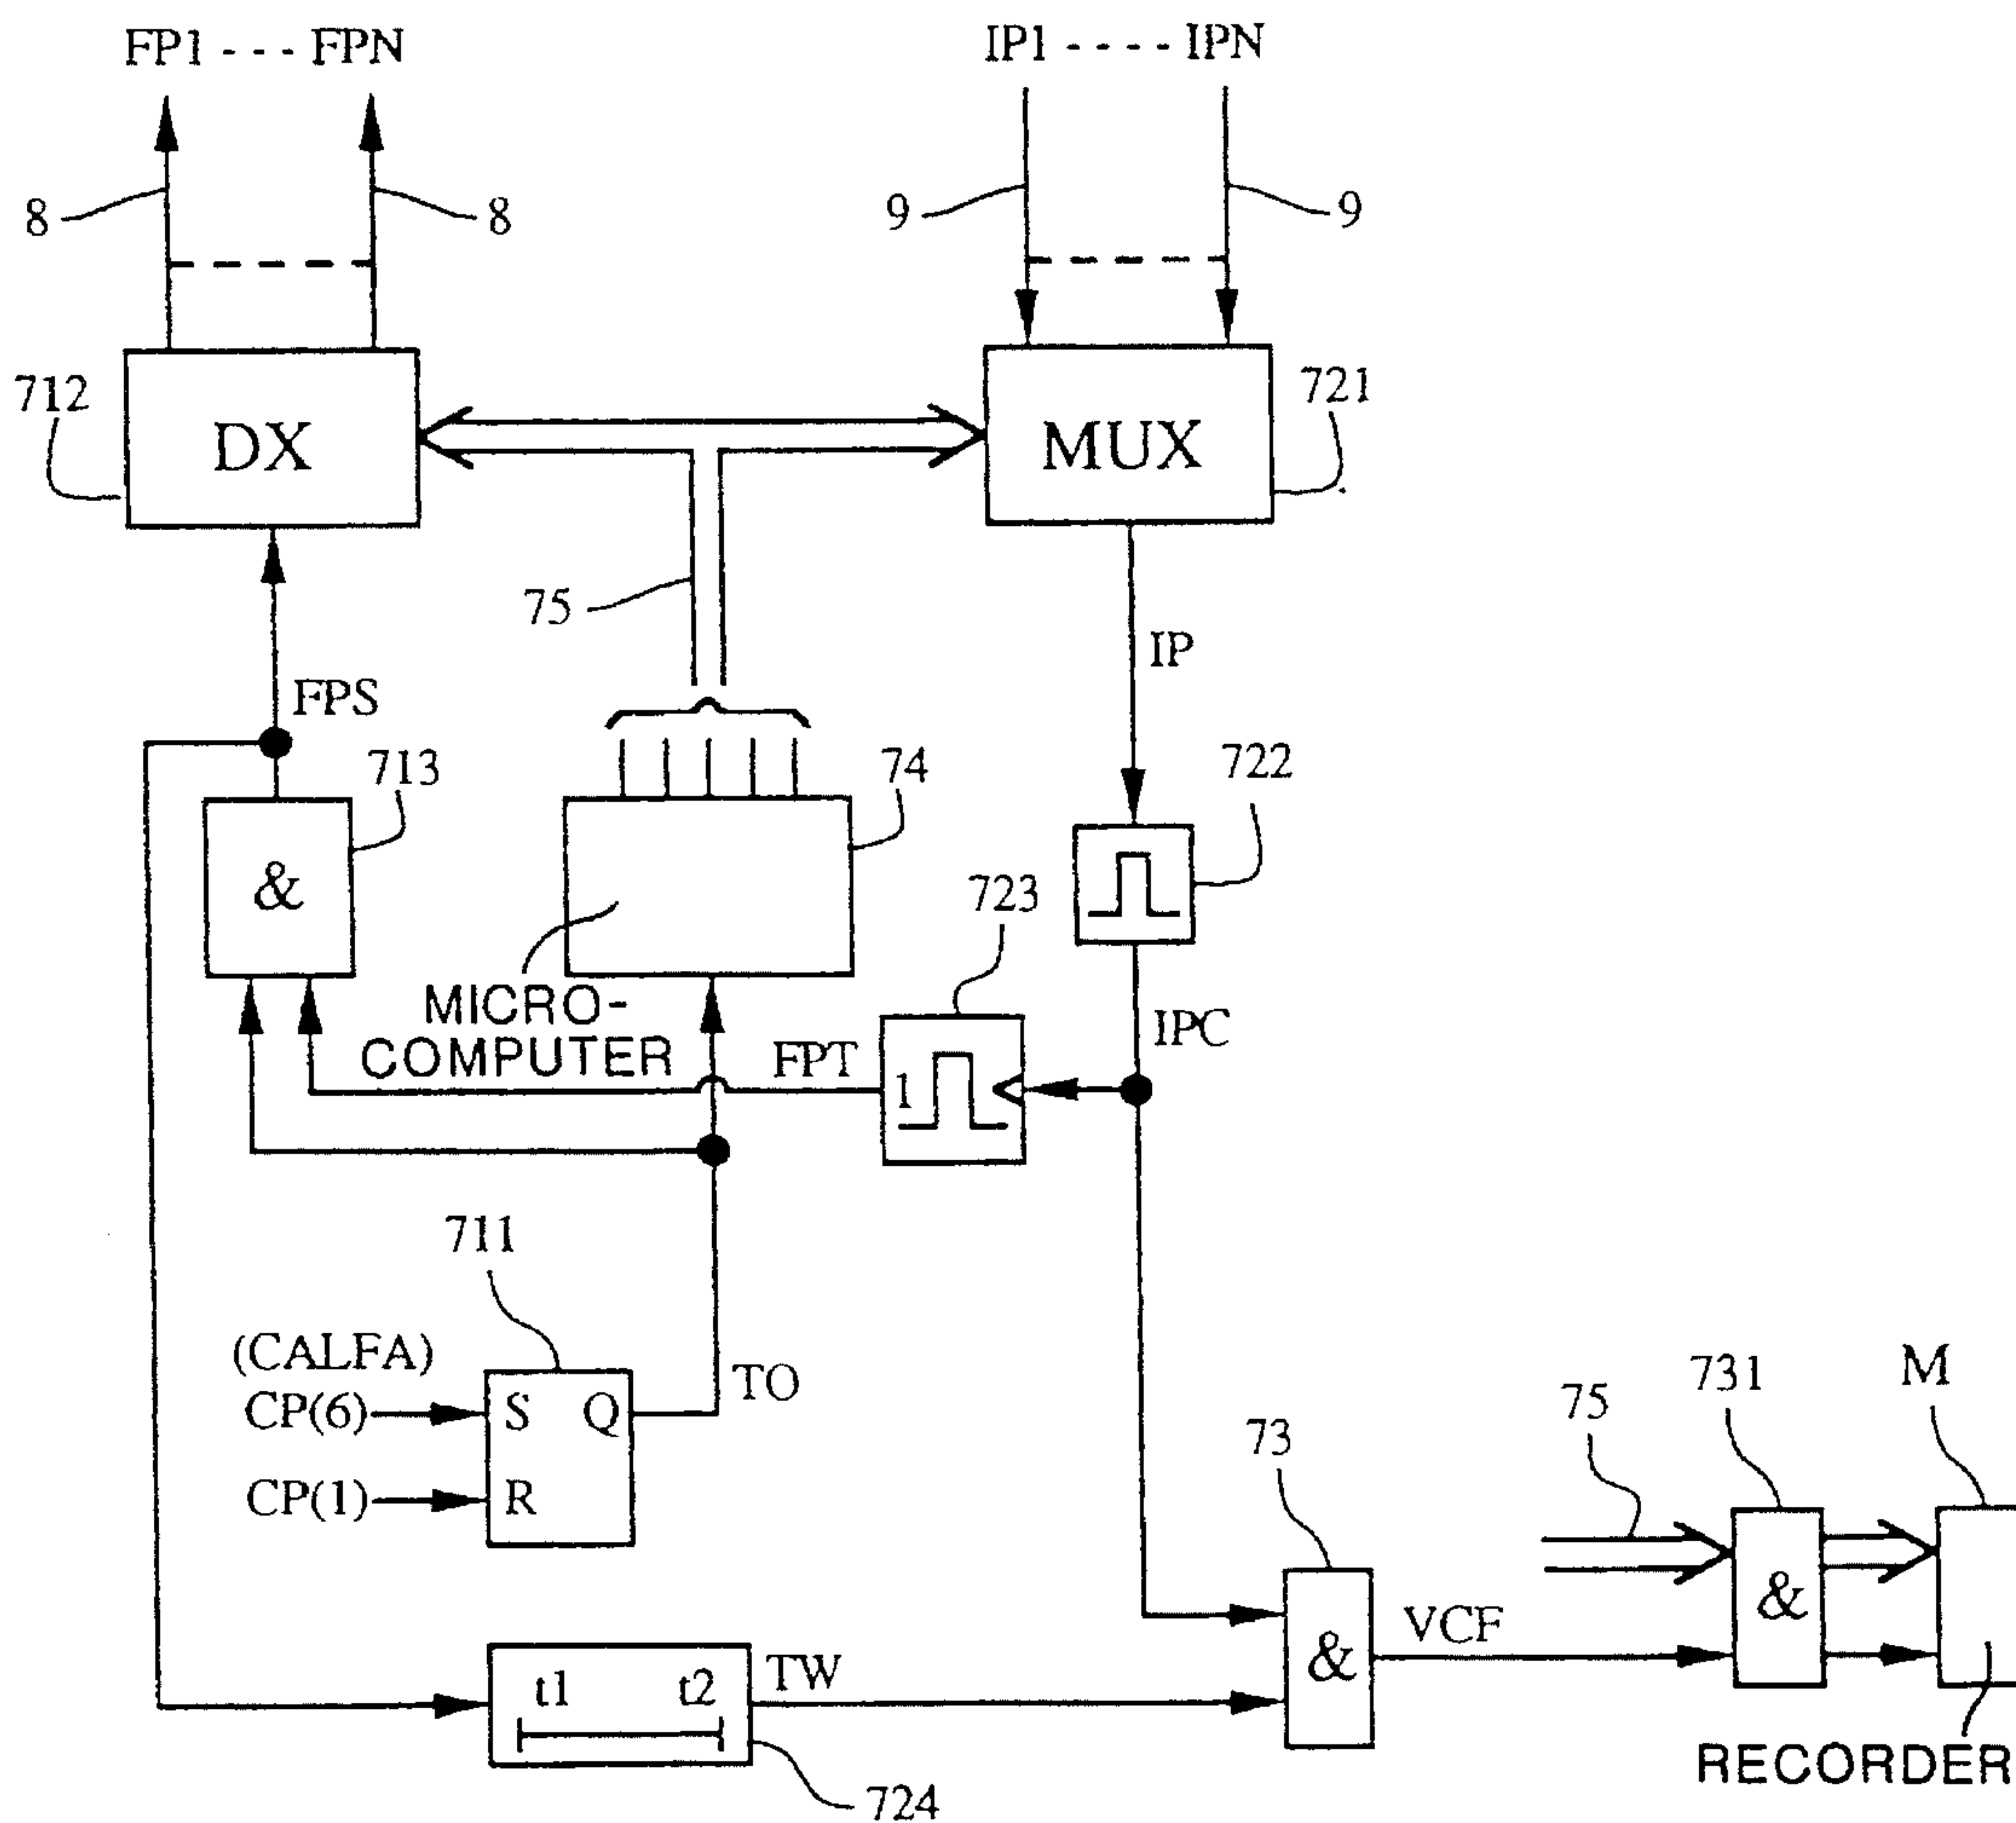 FP1 - - - FPN
IP1 - - - - IPN
8
8
9
9
712
DX
MUX
721
75
IP
FPS
713
74
722
&
723
MICRO-
COMPUTER
FPT
1
IPC
711
(CALFA)
CP(6)
S
Q
TO
CP(1)
R
73
75
731
M
&
VCF
&
t1
t2
TW
RECORDER
724